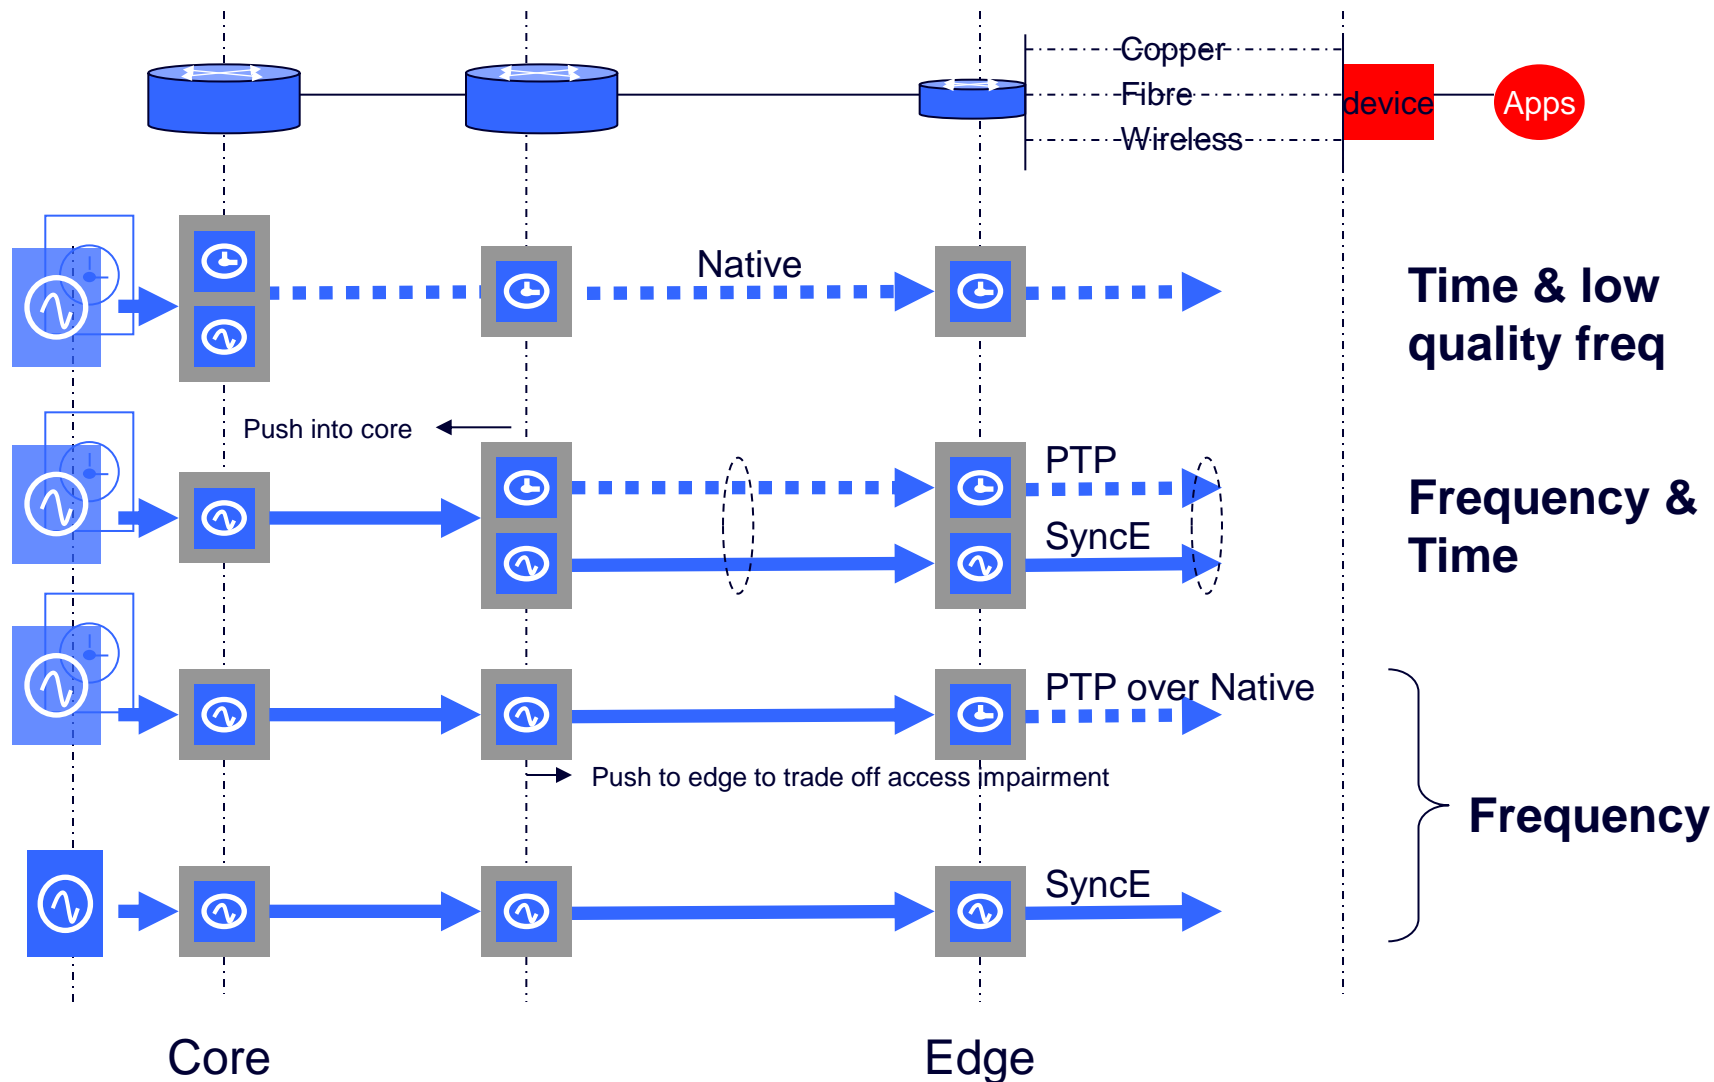 Copper
Fibre
Wireless
device
Apps
Native
Time & low
quality freq
Push into core
PTP
SyncE
Frequency &
Time
PTP over Native
Push to edge to trade off access impairment
Frequency
SyncE
Core
Edge